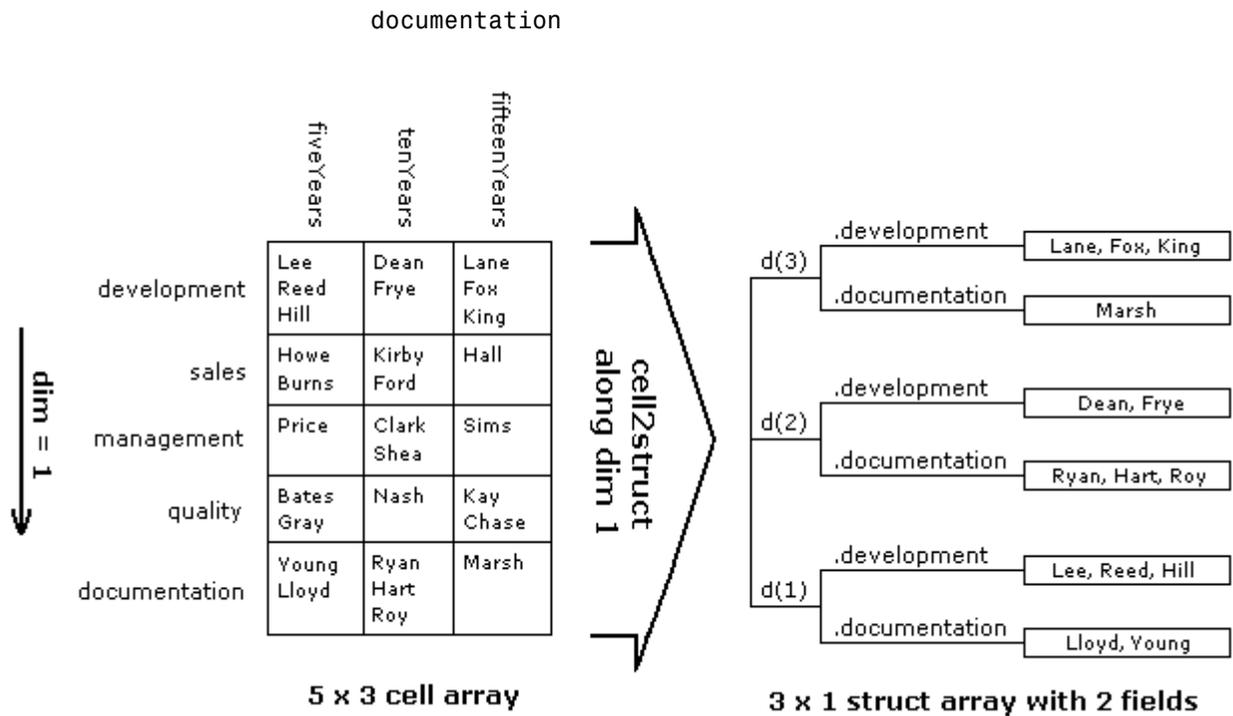 documentation
fiveYears
tenYears
fifteenYears
development
Lee
Reed
Hill
Dean
Frye
Lane
Fox
King
sales
Howe
Burns
Kirby
Ford
Hall
management
Price
Clark
Shea
Sims
quality
Bates
Gray
Nash
Kay
Chase
documentation
Young
Lloyd
Ryan
Hart
Roy
Marsh
dim = 1
5 x 3 cell array
cell2struct
along dim 1
d(3)
.development
Lane, Fox, King
.documentation
Marsh
d(2)
.development
Dean, Frye
.documentation
Ryan, Hart, Roy
d(1)
.development
Lee, Reed, Hill
.documentation
Lloyd, Young
3 x 1 struct array with 2 fields